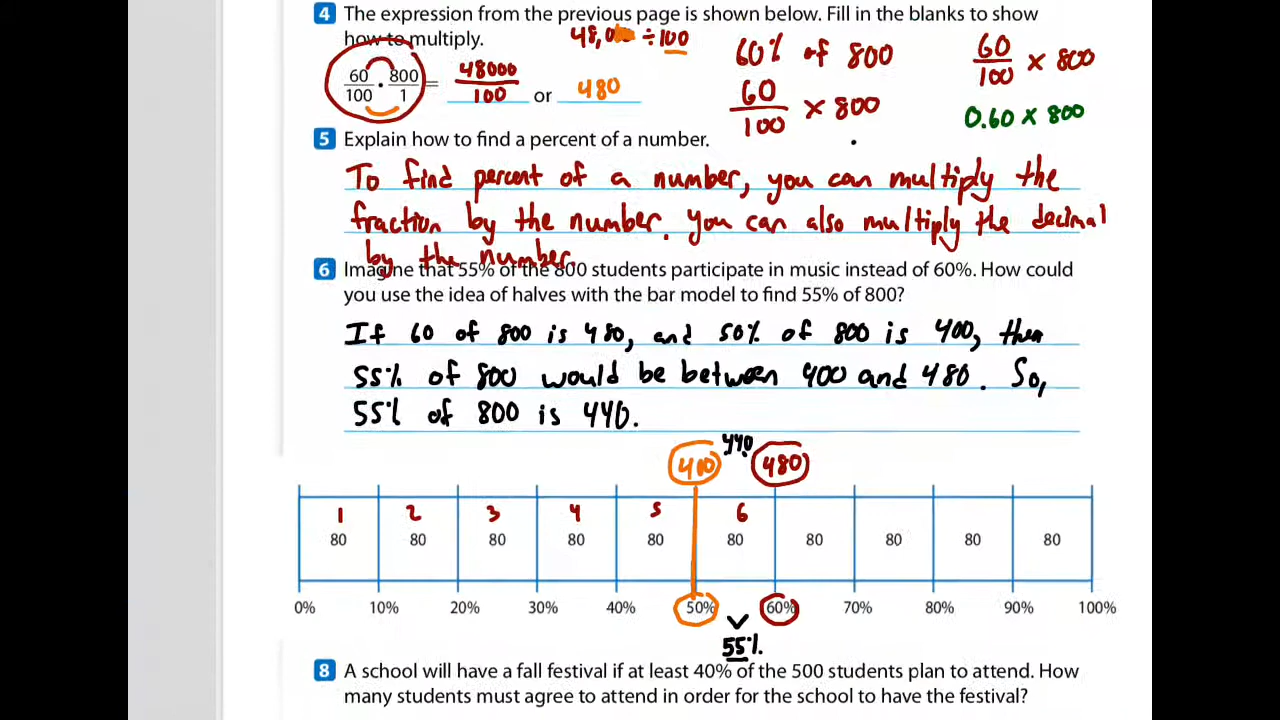 4 The expression from the previous page is shown below. Fill in the blanks to show
how to multiply.
48,000 ÷ 100
60/100 · 800/1 = 48000/100 or 480
60% of 800
60/100 × 800
60/100 × 800
0.60 × 800
5 Explain how to find a percent of a number.
To find percent of a number, you can multiply the
fraction by the number. You can also multiply the decimal
by the number.
6 Imagine that 55% of the 800 students participate in music instead of 60%. How could
you use the idea of halves with the bar model to find 55% of 800?
If 60 of 800 is 480, and 50% of 800 is 400, then
55% of 800 would be between 400 and 480. So,
55% of 800 is 440.
400 440 480
1 2 3 4 5 6
80 80 80 80 80 80 80 80 80 80
0% 10% 20% 30% 40% 50% 60% 70% 80% 90% 100%
55%
8 A school will have a fall festival if at least 40% of the 500 students plan to attend. How
many students must agree to attend in order for the school to have the festival?